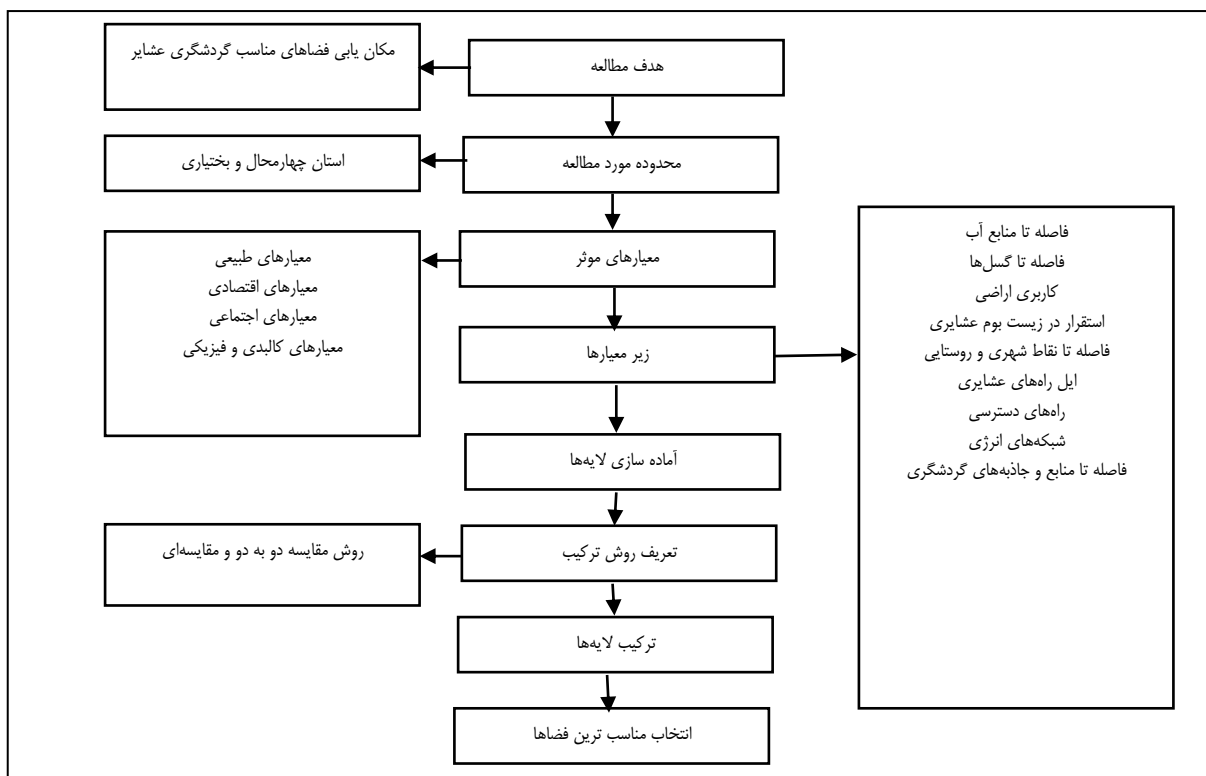 هدف مطالعه
مکان یابی فضاهای مناسب گردشگری عشایر
محدوده مورد مطالعه
استان چهارمحال و بختیاری
معیارهای موثر
معیارهای طبیعی
معیارهای اقتصادی
معیارهای اجتماعی
معیارهای کالبدی و فیزیکی
زیر معیارها
فاصله تا منابع آب
فاصله تا گسل‌ها
کاربری اراضی
استقرار در زیست بوم عشایری
فاصله تا نقاط شهری و روستایی
ایل راه‌های عشایری
راه‌های دسترسی
شبکه‌های انرژی
فاصله تا منابع و جاذبه‌های گردشگری
آماده سازی لایه‌ها
تعریف روش ترکیب
روش مقایسه دو به دو و مقایسه‌ای
ترکیب لایه‌ها
انتخاب مناسب ترین فضاها